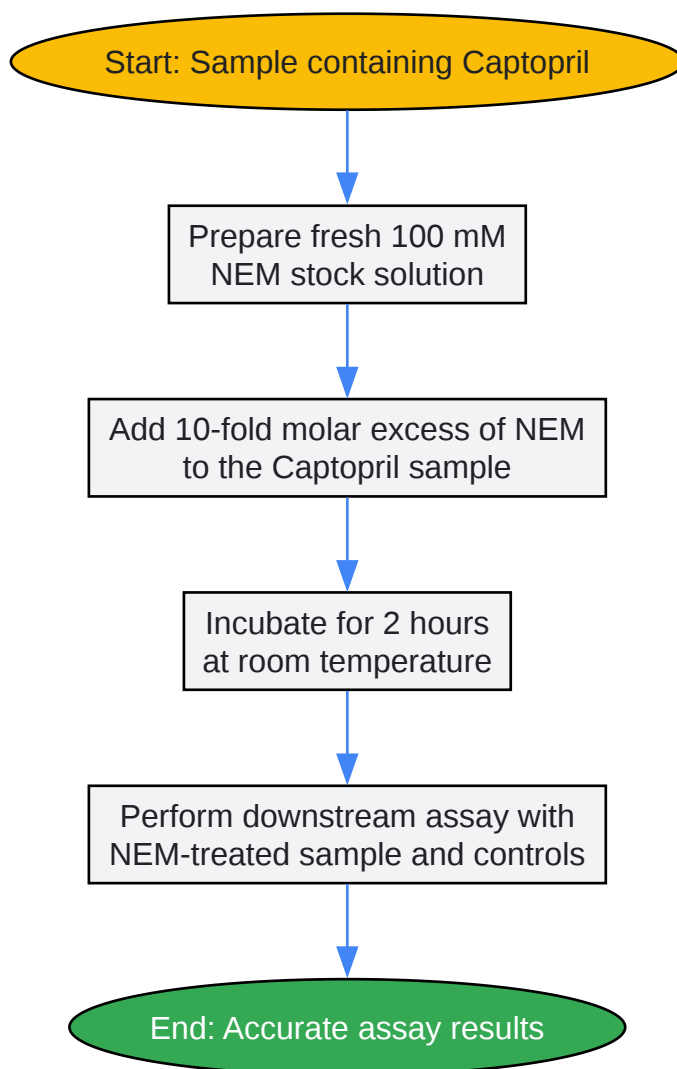 Start: Sample containing Captopril
Prepare fresh 100 mM
NEM stock solution
Add 10-fold molar excess of NEM
to the Captopril sample
Incubate for 2 hours
at room temperature
Perform downstream assay with
NEM-treated sample and controls
End: Accurate assay results